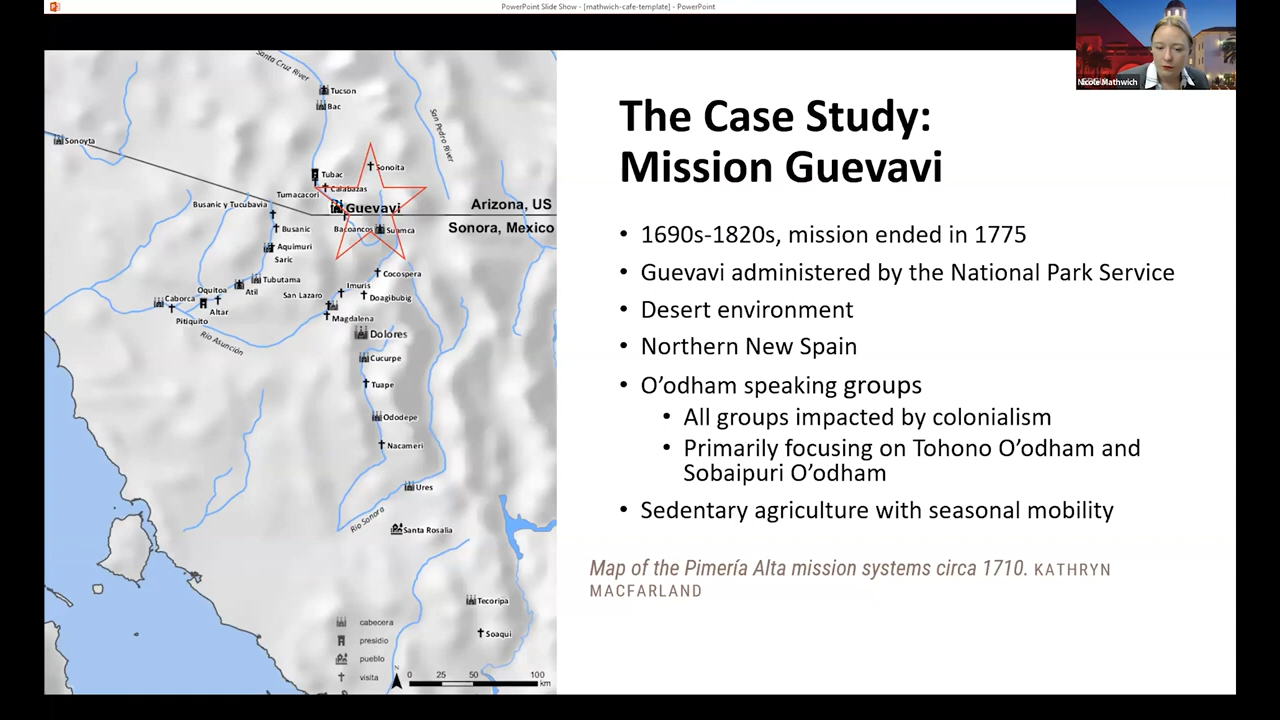 PowerPoint Slide Show - [mathwich-cafe-template] - PowerPoint
Nicole Mathwich
Santa Cruz River
San Pedro River
Tucson
Bac
Sonoyta
Sonoita
Tubac
Calabazas
Tumacacori
Guevavi
Busanic y Tucubavia
Arizona, US
Sonora, Mexico
Bacoancos
Suamca
Busanic
Aquimuri
Saric
Cocospera
Tubutama
Imuris
Oquitoa
Atil
San Lazaro
Doagibubig
Caborca
Altar
Pitiquito
Magdalena
Rio Asunción
Dolores
Cucurpe
Tuape
Ododepe
Nacameri
Ures
Rio Sonora
Santa Rosalia
Tecoripa
Soaqui
cabecera
presidio
pueblo
visita
N
0 25 50 100
km
The Case Study:
Mission Guevavi
• 1690s-1820s, mission ended in 1775
• Guevavi administered by the National Park Service
• Desert environment
• Northern New Spain
• O’odham speaking groups
• All groups impacted by colonialism
• Primarily focusing on Tohono O’odham and
Sobaipuri O’odham
• Sedentary agriculture with seasonal mobility
Map of the Pimería Alta mission systems circa 1710. KATHRYN
MACFARLAND